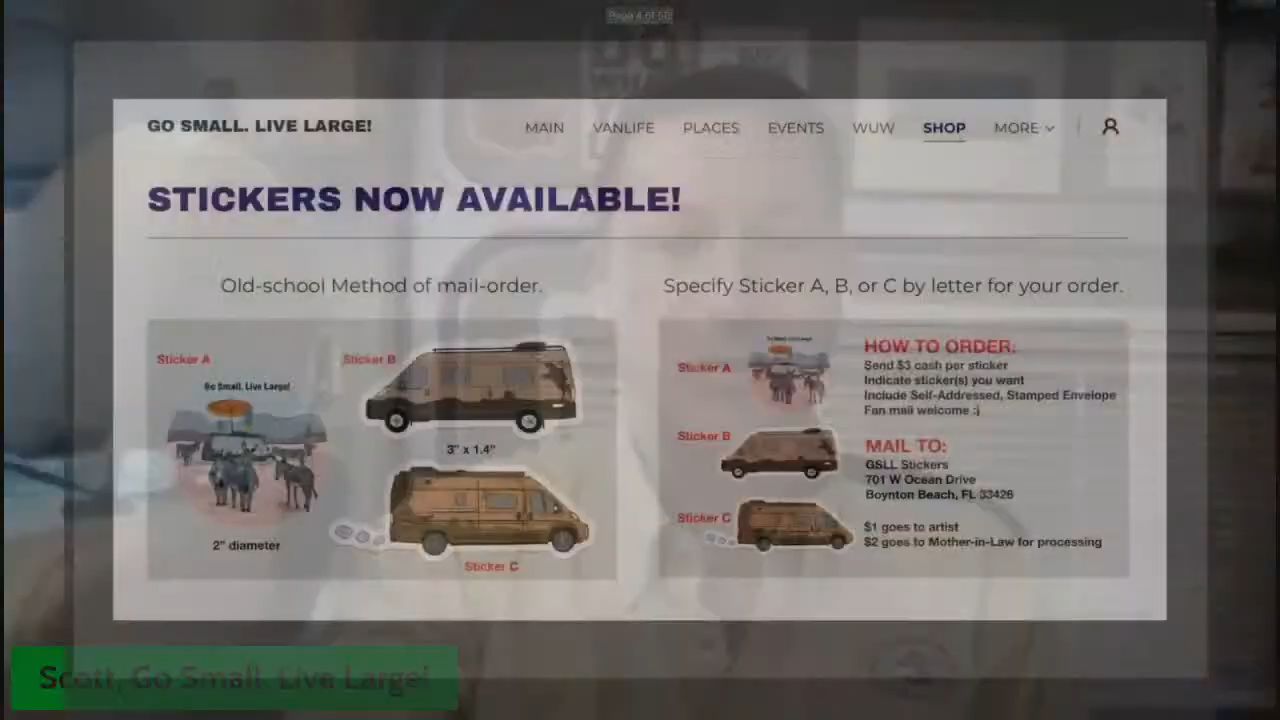 Page 4 of 50
GO SMALL. LIVE LARGE!
MAIN VANLIFE PLACES EVENTS WUW SHOP MORE
STICKERS NOW AVAILABLE!
Old-school Method of mail-order.
Sticker A
Go Small. Live Large!
2" diameter
Sticker B
3" x 1.4"
Sticker C
Specify Sticker A, B, or C by letter for your order.
Sticker A
Sticker B
Sticker C
HOW TO ORDER:
Send $3 cash per sticker
Indicate sticker(s) you want
Include Self-Addressed, Stamped Envelope
Fan mail welcome :)
MAIL TO:
GSLL Stickers
701 W Ocean Drive
Boynton Beach, FL 33426
$1 goes to artist
$2 goes to Mother-in-Law for processing
Scott, Go Small. Live Large!